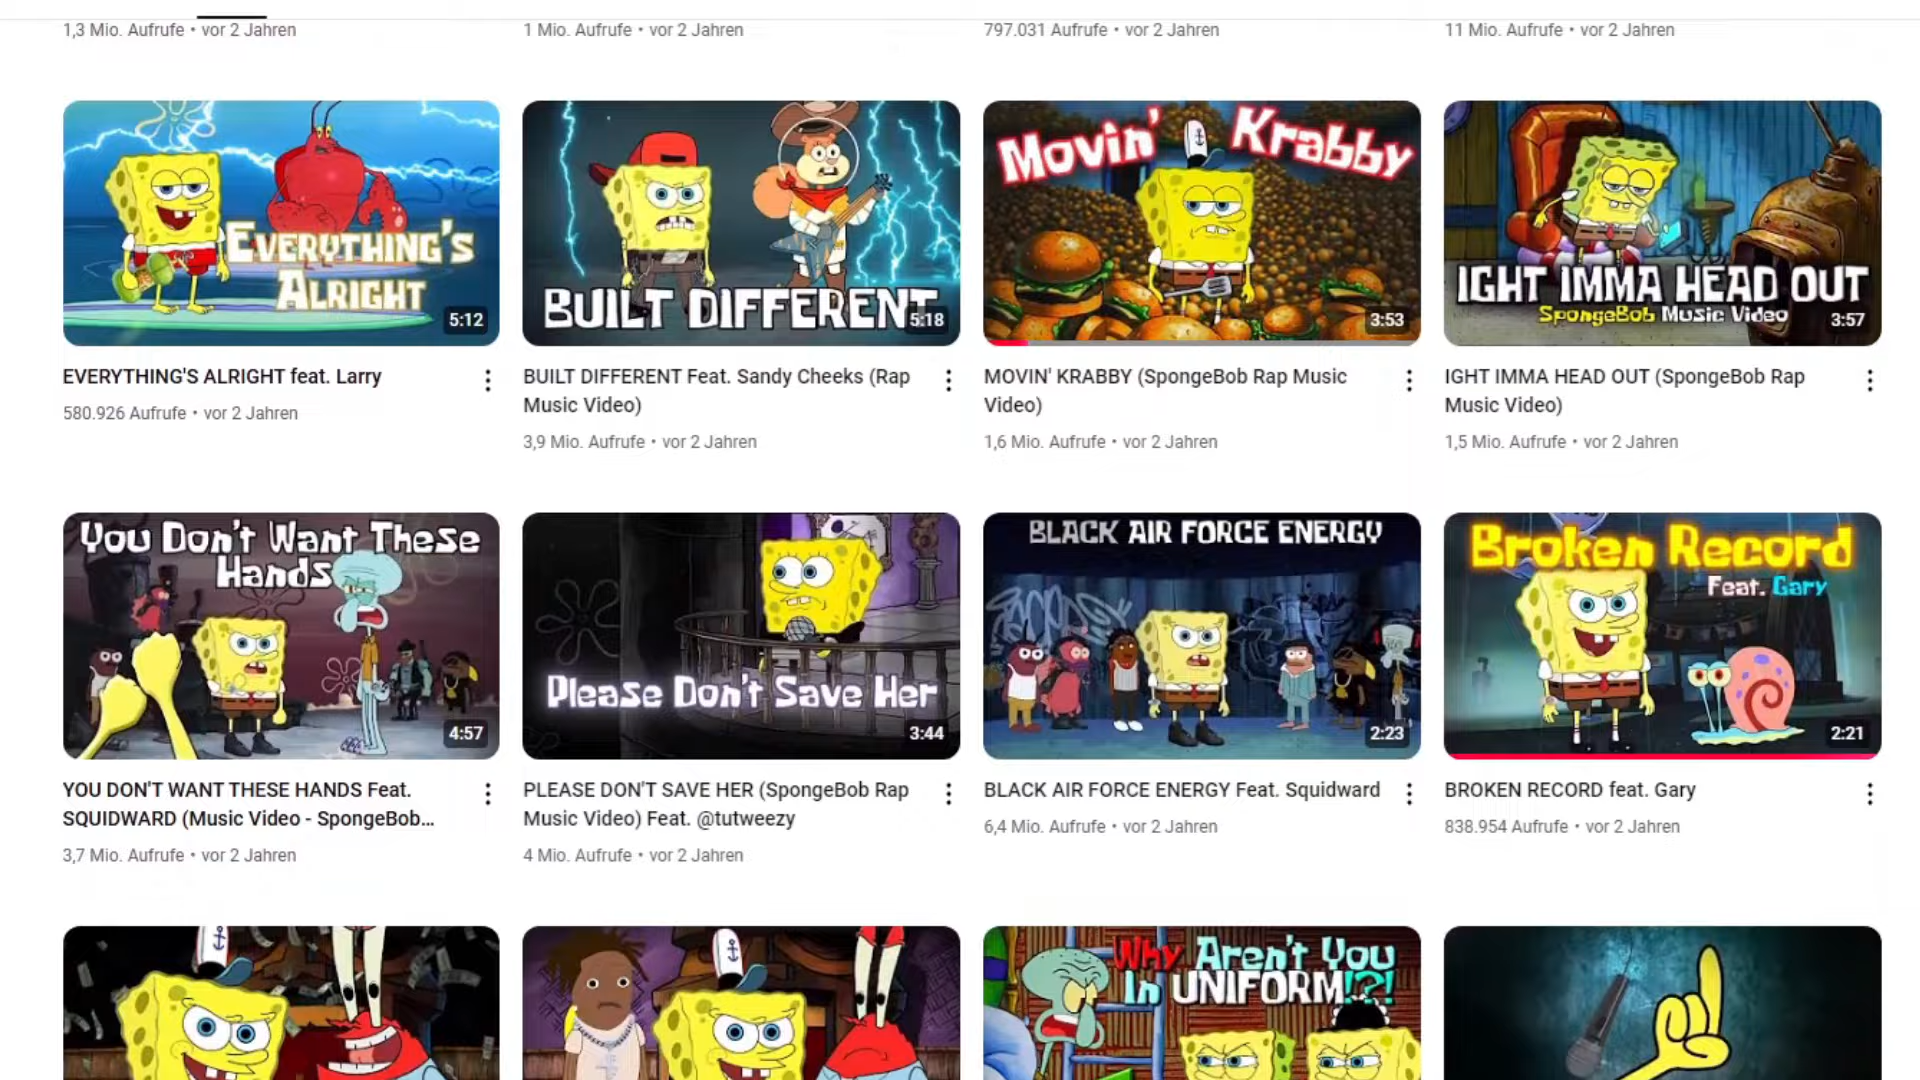 1,3 Mio. Aufrufe • vor 2 Jahren
1 Mio. Aufrufe • vor 2 Jahren
797.031 Aufrufe • vor 2 Jahren
11 Mio. Aufrufe • vor 2 Jahren
EVERYTHING'S
ALRIGHT
5:12
BUILT DIFFERENT
5:18
Movin' Krabby
3:53
IGHT IMMA HEAD OUT
SpongeBob Music Video
3:57
EVERYTHING'S ALRIGHT feat. Larry
580.926 Aufrufe • vor 2 Jahren
BUILT DIFFERENT Feat. Sandy Cheeks (Rap
Music Video)
3,9 Mio. Aufrufe • vor 2 Jahren
MOVIN' KRABBY (SpongeBob Rap Music
Video)
1,6 Mio. Aufrufe • vor 2 Jahren
IGHT IMMA HEAD OUT (SpongeBob Rap
Music Video)
1,5 Mio. Aufrufe • vor 2 Jahren
You Don't Want These
Hands
4:57
Please Don't Save Her
3:44
BLACK AIR FORCE ENERGY
2:23
Broken Record
Feat. Gary
2:21
YOU DON'T WANT THESE HANDS Feat.
SQUIDWARD (Music Video - SpongeBob...
3,7 Mio. Aufrufe • vor 2 Jahren
PLEASE DON'T SAVE HER (SpongeBob Rap
Music Video) Feat. @tutweezy
4 Mio. Aufrufe • vor 2 Jahren
BLACK AIR FORCE ENERGY Feat. Squidward
6,4 Mio. Aufrufe • vor 2 Jahren
BROKEN RECORD feat. Gary
838.954 Aufrufe • vor 2 Jahren
Why Aren't You
In UNIFORM!?!